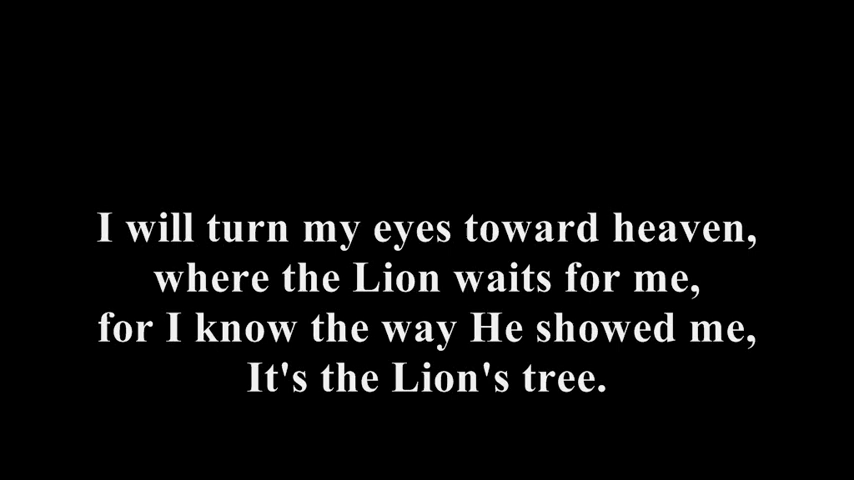 I will turn my eyes toward heaven,
where the Lion waits for me,
for I know the way He showed me,
It's the Lion's tree.